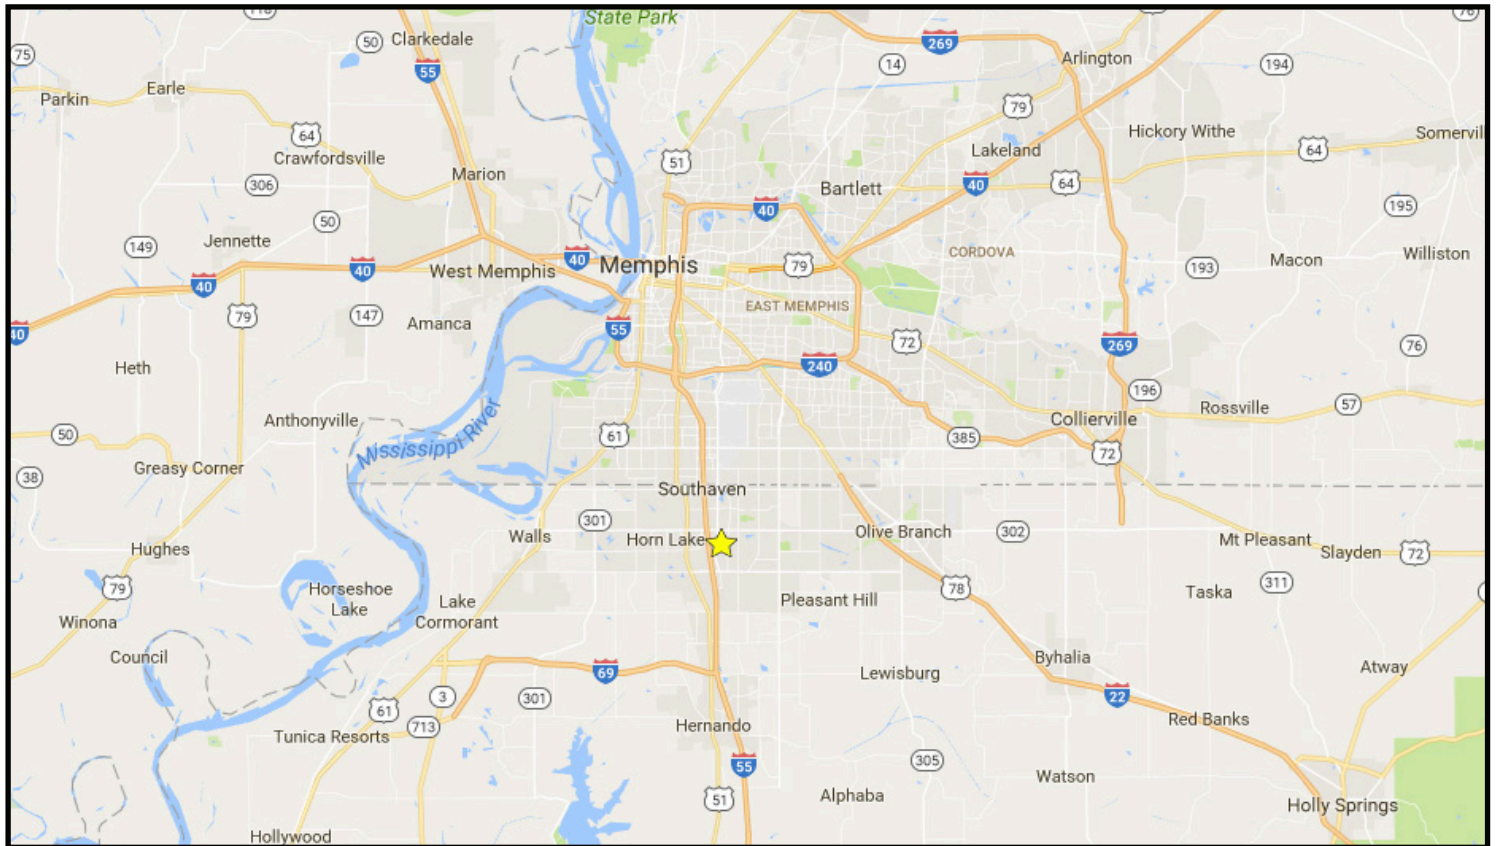 118
State Park
76
75
50
Clarkedale
269
55
14
Arlington
194
Parkin
Earle
79
64
Crawfordsville
51
Lakeland
Hickory Withe
64
Somervil
306
Marion
Bartlett
40
64
50
40
195
149
Jennette
40
West Memphis
40
Memphis
79
CORDOVA
193
Macon
Williston
40
79
147
Amanca
55
EAST MEMPHIS
72
269
76
40
Heth
240
196
Anthonyville
Mississippi River
61
385
Collierville
Rossville
57
50
38
Greasy Corner
72
Southaven
301
Walls
Horn Lake
Olive Branch
302
Mt Pleasant
Slayden
72
Hughes
79
Horseshoe
Lake
Lake
Cormorant
Pleasant Hill
78
Taska
311
Winona
Council
69
Lewisburg
Byhalia
Atway
3
301
22
61
713
Tunica Resorts
Hernando
Red Banks
55
305
Watson
51
Alphaba
Holly Springs
Hollywood